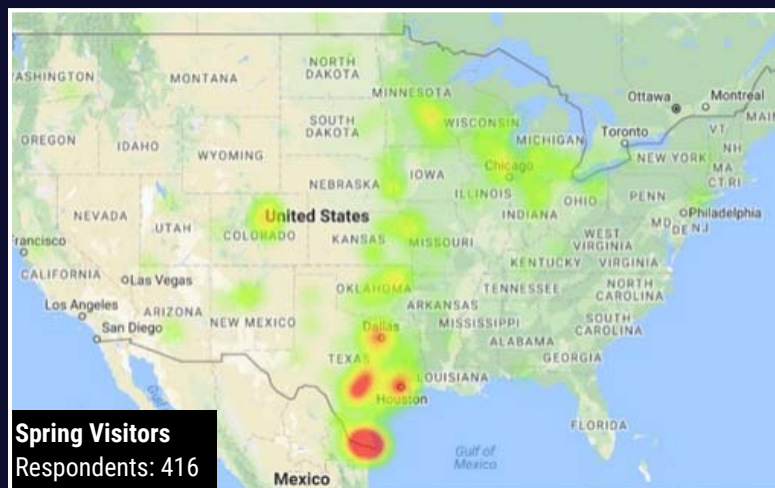 NORTH
DAKOTA
WASHINGTON
MONTANA
MINNESOTA
Ottawa
Montreal
MAIN
SOUTH
DAKOTA
WISCONSIN
VT
OREGON
IDAHO
MICHIGAN
Toronto
NH
WYOMING
NEW YORK
MA
Chicago
CT RI
IOWA
NEBRASKA
ILLINOIS
OHIO
PENN
NEVADA
United States
INDIANA
Philadelphia
UTAH
COLORADO
MD
DE
NJ
Francisco
KANSAS
MISSOURI
WEST
VIRGINIA
CALIFORNIA
KENTUCKY
VIRGINIA
Las Vegas
OKLAHOMA
TENNESSEE
NORTH
CAROLINA
Los Angeles
ARIZONA
NEW MEXICO
ARKANSAS
MISSISSIPPI
SOUTH
CAROLINA
San Diego
Dallas
ALABAMA
TEXAS
GEORGIA
LOUISIANA
Houston
FLORIDA
Spring Visitors
Gulf of
Mexico
Respondents: 416
Mexico